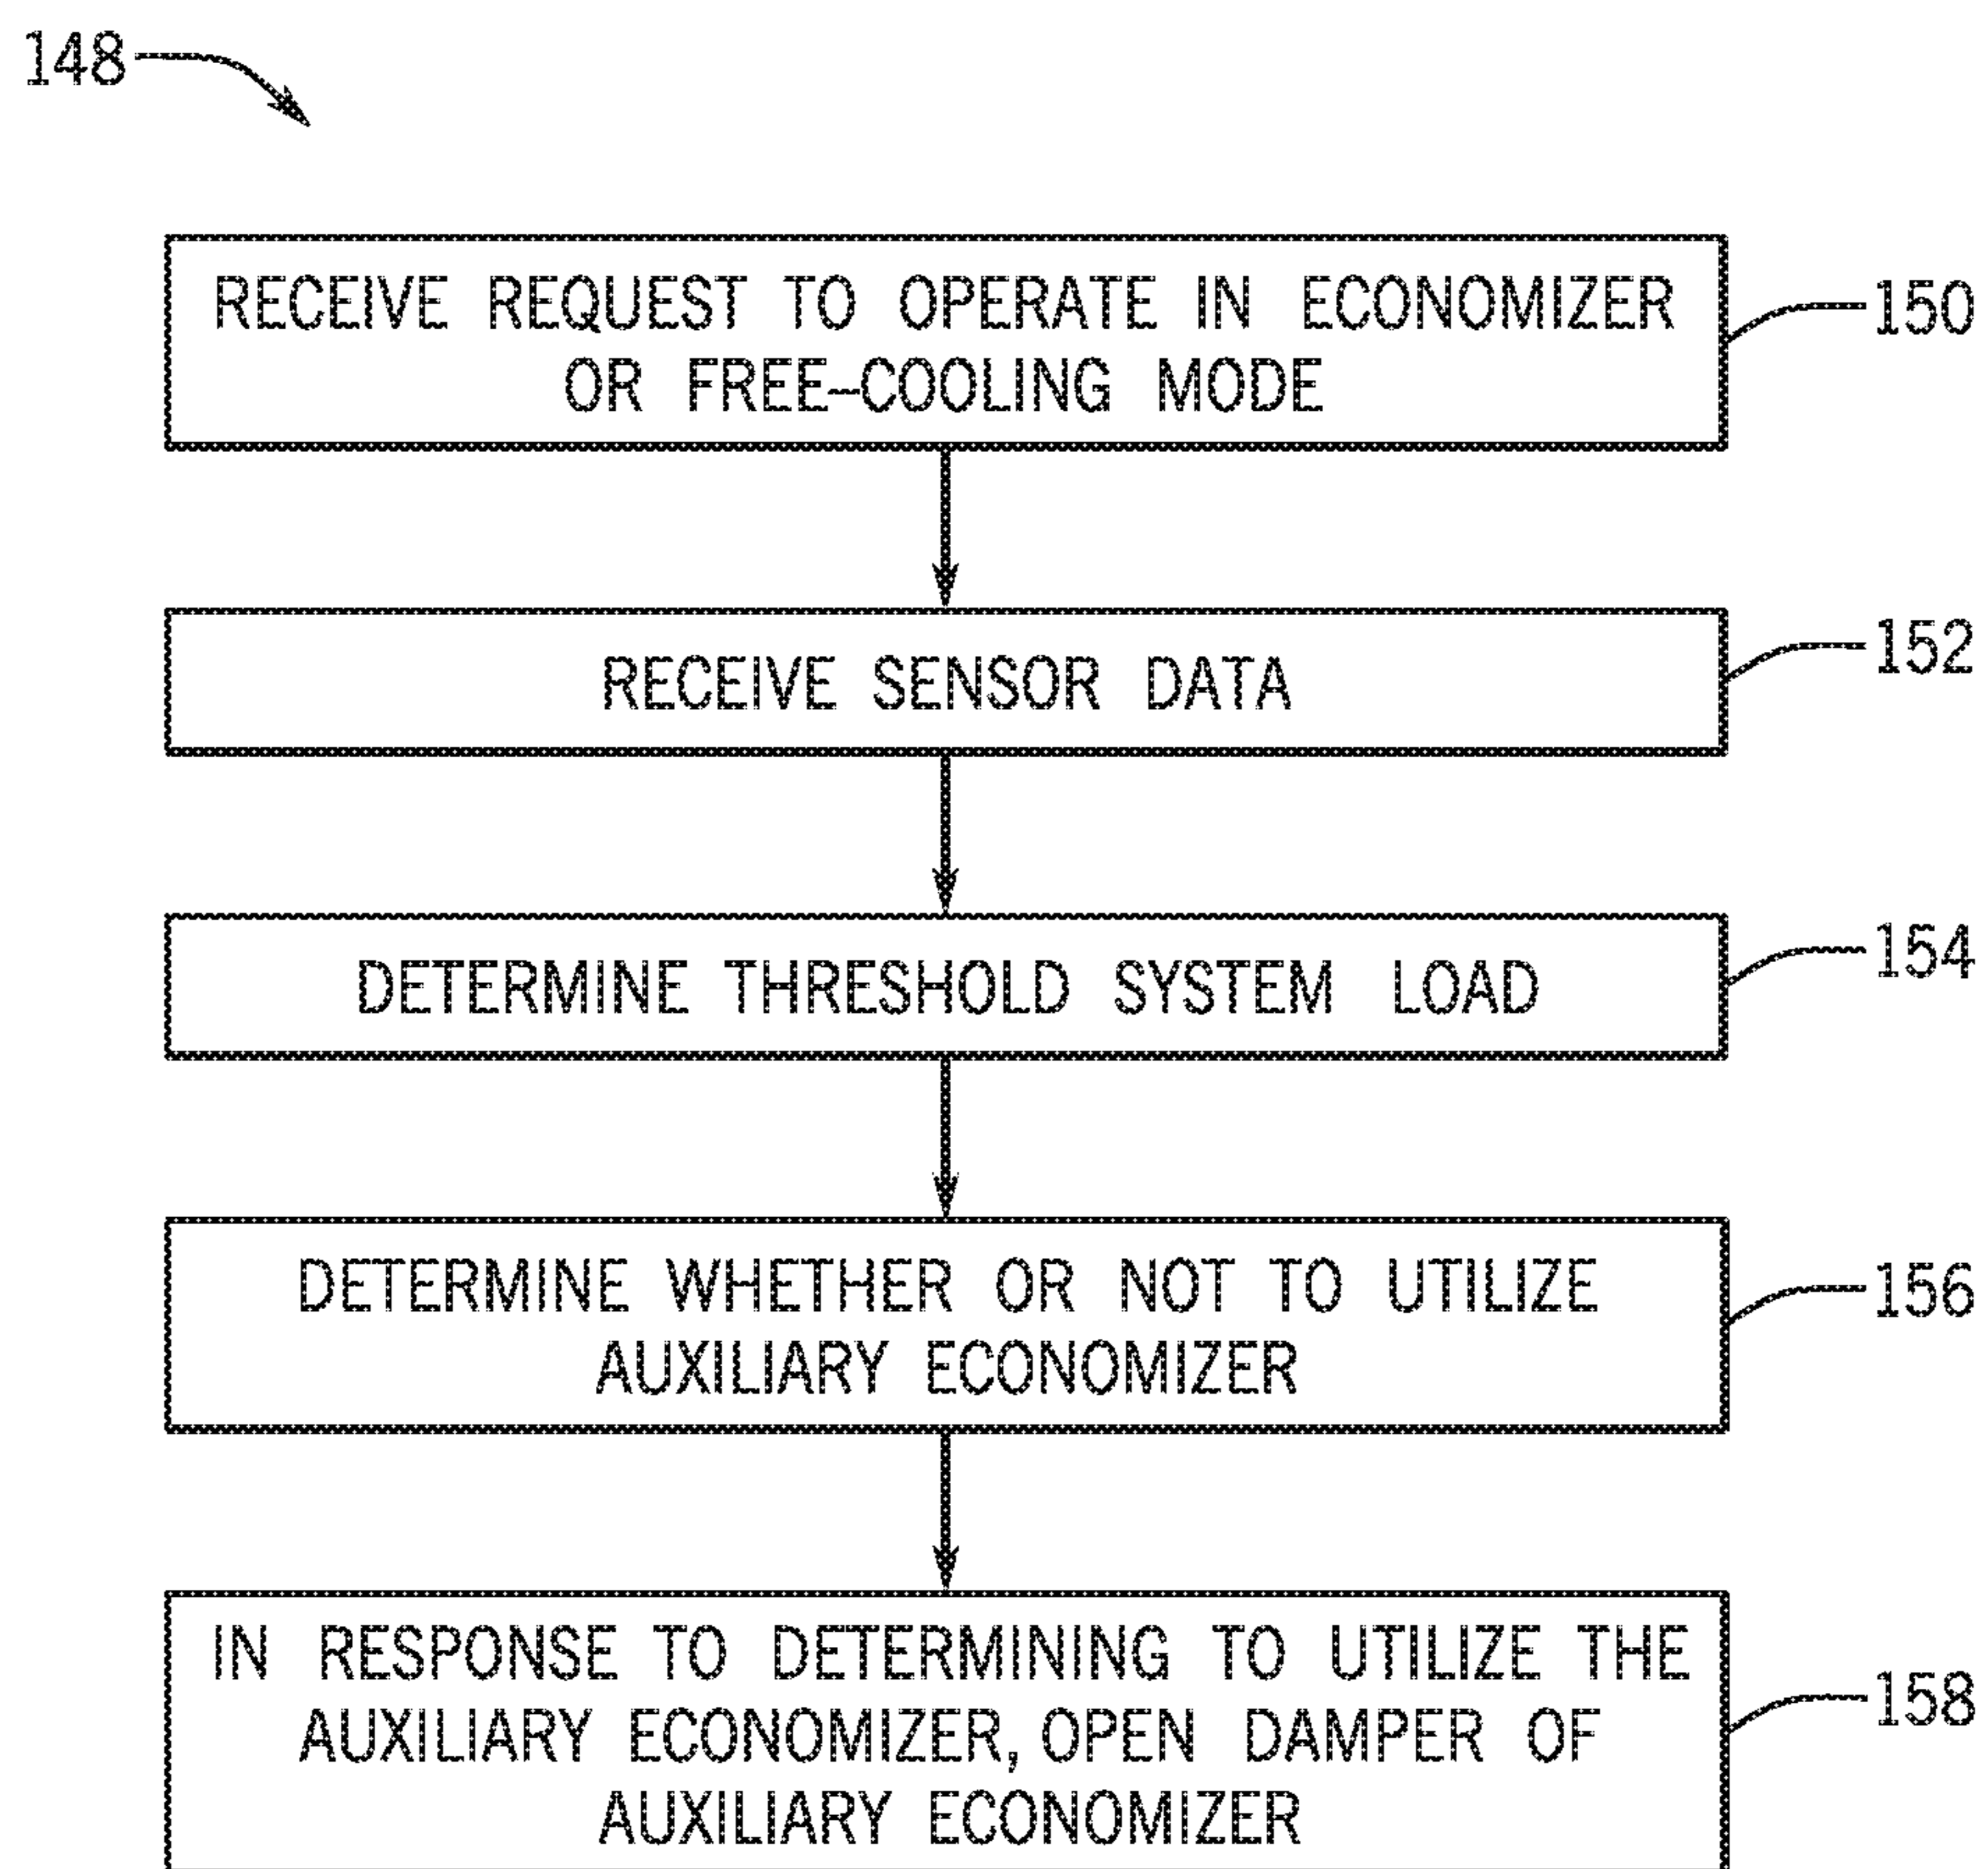 148
RECEIVE REQUEST TO OPERATE IN ECONOMIZER
OR FREE-COOLING MODE
150
RECEIVE SENSOR DATA
152
DETERMINE THRESHOLD SYSTEM LOAD
154
DETERMINE WHETHER OR NOT TO UTILIZE
AUXILIARY ECONOMIZER
156
IN RESPONSE TO DETERMINING TO UTILIZE THE
AUXILIARY ECONOMIZER, OPEN DAMPER OF
AUXILIARY ECONOMIZER
158